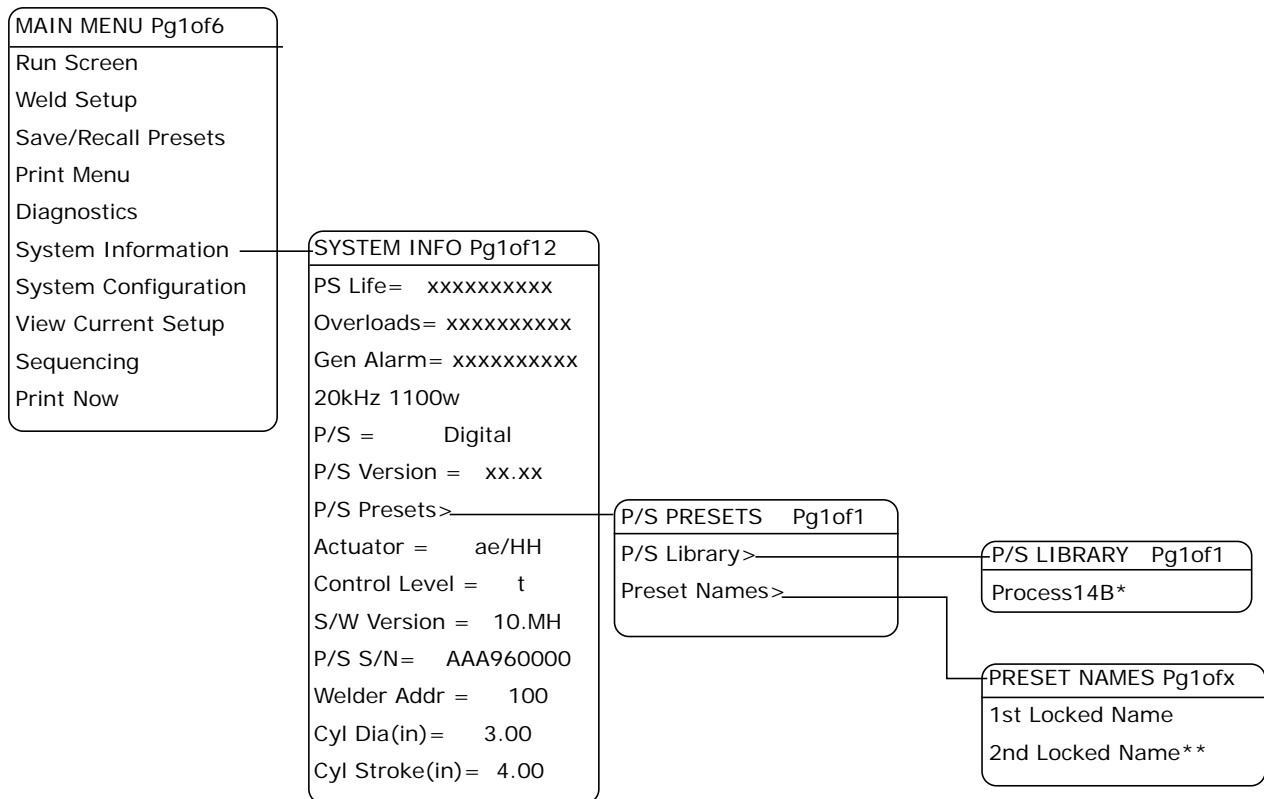 MAIN MENU Pg1of6
Run Screen
Weld Setup
Save/Recall Presets
Print Menu
Diagnostics
System Information
System Configuration
View Current Setup
Sequencing
Print Now
SYSTEM INFO Pg1of12
PS Life= xxxxxxxxxx
Overloads= xxxxxxxxxx
Gen Alarm= xxxxxxxxxx
20kHz 1100w
P/S = Digital
P/S Version = xx.xx
P/S Presets>
Actuator = ae/HH
Control Level = t
S/W Version = 10.MH
P/S S/N= AAA960000
Welder Addr = 100
Cyl Dia(in)= 3.00
Cyl Stroke(in)= 4.00
P/S PRESETS Pg1of1
P/S Library>
Preset Names>
P/S LIBRARY Pg1of1
Process14B*
PRESET NAMES Pg1ofx
1st Locked Name
2nd Locked Name**